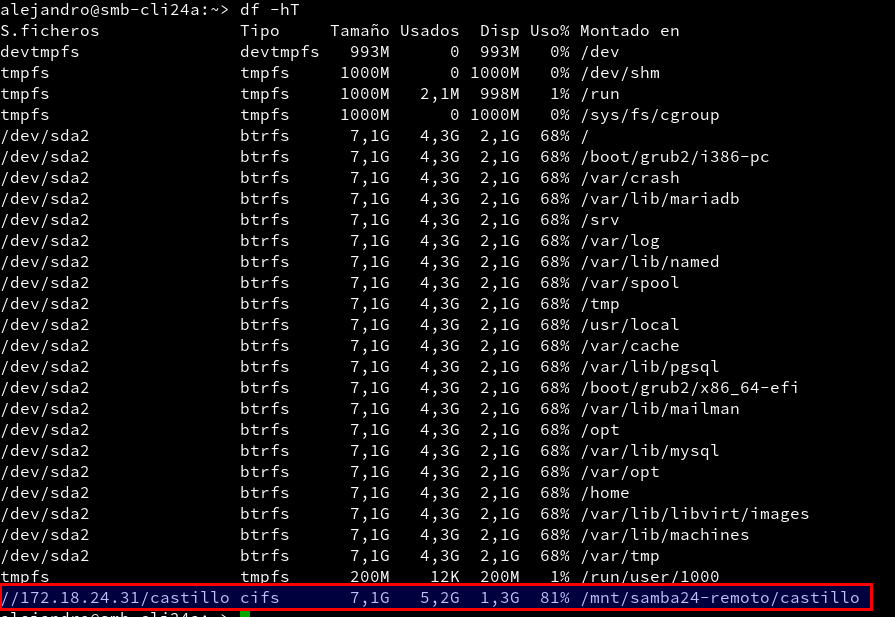 alejandro@smb-cli24a:~> df -hT
S.ficheros Tipo Tamaño Usados Disp Uso% Montado en
devtmpfs devtmpfs 993M 0 993M 0% /dev
tmpfs tmpfs 1000M 0 1000M 0% /dev/shm
tmpfs tmpfs 1000M 2,1M 998M 1% /run
tmpfs tmpfs 1000M 0 1000M 0% /sys/fs/cgroup
/dev/sda2 btrfs 7,1G 4,3G 2,1G 68% /
/dev/sda2 btrfs 7,1G 4,3G 2,1G 68% /boot/grub2/i386-pc
/dev/sda2 btrfs 7,1G 4,3G 2,1G 68% /var/crash
/dev/sda2 btrfs 7,1G 4,3G 2,1G 68% /var/lib/mariadb
/dev/sda2 btrfs 7,1G 4,3G 2,1G 68% /srv
/dev/sda2 btrfs 7,1G 4,3G 2,1G 68% /var/log
/dev/sda2 btrfs 7,1G 4,3G 2,1G 68% /var/lib/named
/dev/sda2 btrfs 7,1G 4,3G 2,1G 68% /var/spool
/dev/sda2 btrfs 7,1G 4,3G 2,1G 68% /tmp
/dev/sda2 btrfs 7,1G 4,3G 2,1G 68% /usr/local
/dev/sda2 btrfs 7,1G 4,3G 2,1G 68% /var/cache
/dev/sda2 btrfs 7,1G 4,3G 2,1G 68% /var/lib/pgsql
/dev/sda2 btrfs 7,1G 4,3G 2,1G 68% /boot/grub2/x86_64-efi
/dev/sda2 btrfs 7,1G 4,3G 2,1G 68% /var/lib/mailman
/dev/sda2 btrfs 7,1G 4,3G 2,1G 68% /opt
/dev/sda2 btrfs 7,1G 4,3G 2,1G 68% /var/lib/mysql
/dev/sda2 btrfs 7,1G 4,3G 2,1G 68% /var/opt
/dev/sda2 btrfs 7,1G 4,3G 2,1G 68% /home
/dev/sda2 btrfs 7,1G 4,3G 2,1G 68% /var/lib/libvirt/images
/dev/sda2 btrfs 7,1G 4,3G 2,1G 68% /var/lib/machines
/dev/sda2 btrfs 7,1G 4,3G 2,1G 68% /var/tmp
tmpfs tmpfs 200M 12K 200M 1% /run/user/1000
//172.18.24.31/castillo cifs 7,1G 5,2G 1,3G 81% /mnt/samba24-remoto/castillo
alejandro@smb-cli24a:~>